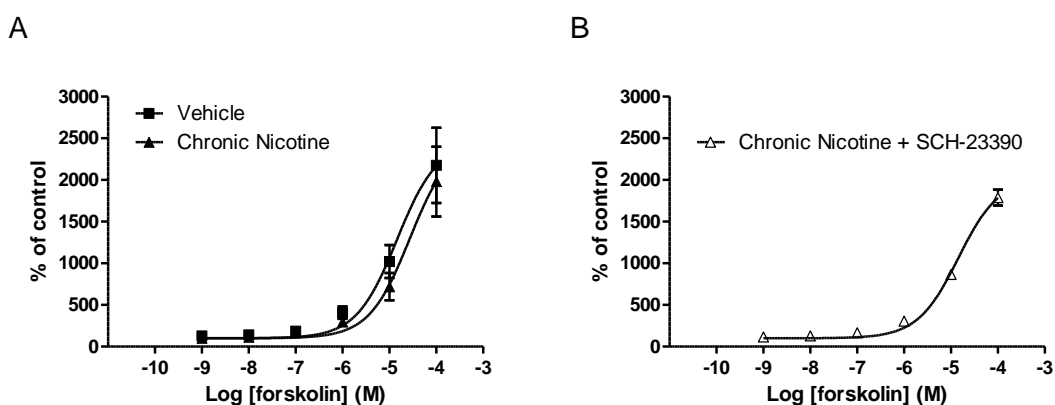 A
B
3000
2500
2000
1500
1000
500
0
% of control
Vehicle
Chronic Nicotine
-10 -9 -8 -7 -6 -5 -4 -3
Log [forskolin] (M)
3000
2500
2000
1500
1000
500
0
% of control
Chronic Nicotine + SCH-23390
-10 -9 -8 -7 -6 -5 -4 -3
Log [forskolin] (M)